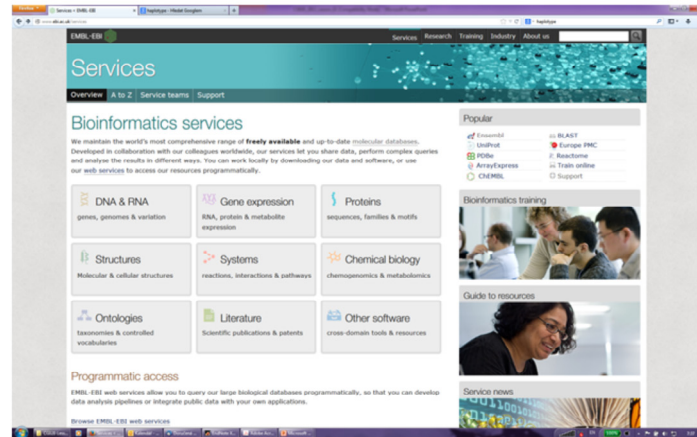 Services < EMBL-EBI
haplotype - Hledat Googlem
www.ebi.ac.uk/services
haplotype
EMBL-EBI
Services Research Training Industry About us
Services
Overview A to Z Service teams Support
Bioinformatics services
We maintain the world's most comprehensive range of freely available and up-to-date molecular databases.
Developed in collaboration with our colleagues worldwide, our services let you share data, perform complex queries
and analyse the results in different ways. You can work locally by downloading our data and software, or use
our web services to access our resources programmatically.
DNA & RNA
genes, genomes & variation
Gene expression
RNA, protein & metabolite
expression
Proteins
sequences, families & motifs
Structures
Molecular & cellular structures
Systems
reactions, interactions & pathways
Chemical biology
chemogenomics & metabolomics
Ontologies
taxonomies & controlled
vocabularies
Literature
Scientific publications & patents
Other software
cross-domain tools & resources
Programmatic access
EMBL-EBI web services allow you to query our large biological databases programmatically, so that you can develop
data analysis pipelines or integrate public data with your own applications.
Browse EMBL-EBI web services
Popular
Ensembl
UniProt
PDBe
ArrayExpress
ChEMBL
BLAST
Europe PMC
Reactome
Train online
Support
Bioinformatics training
Guide to resources
Service news